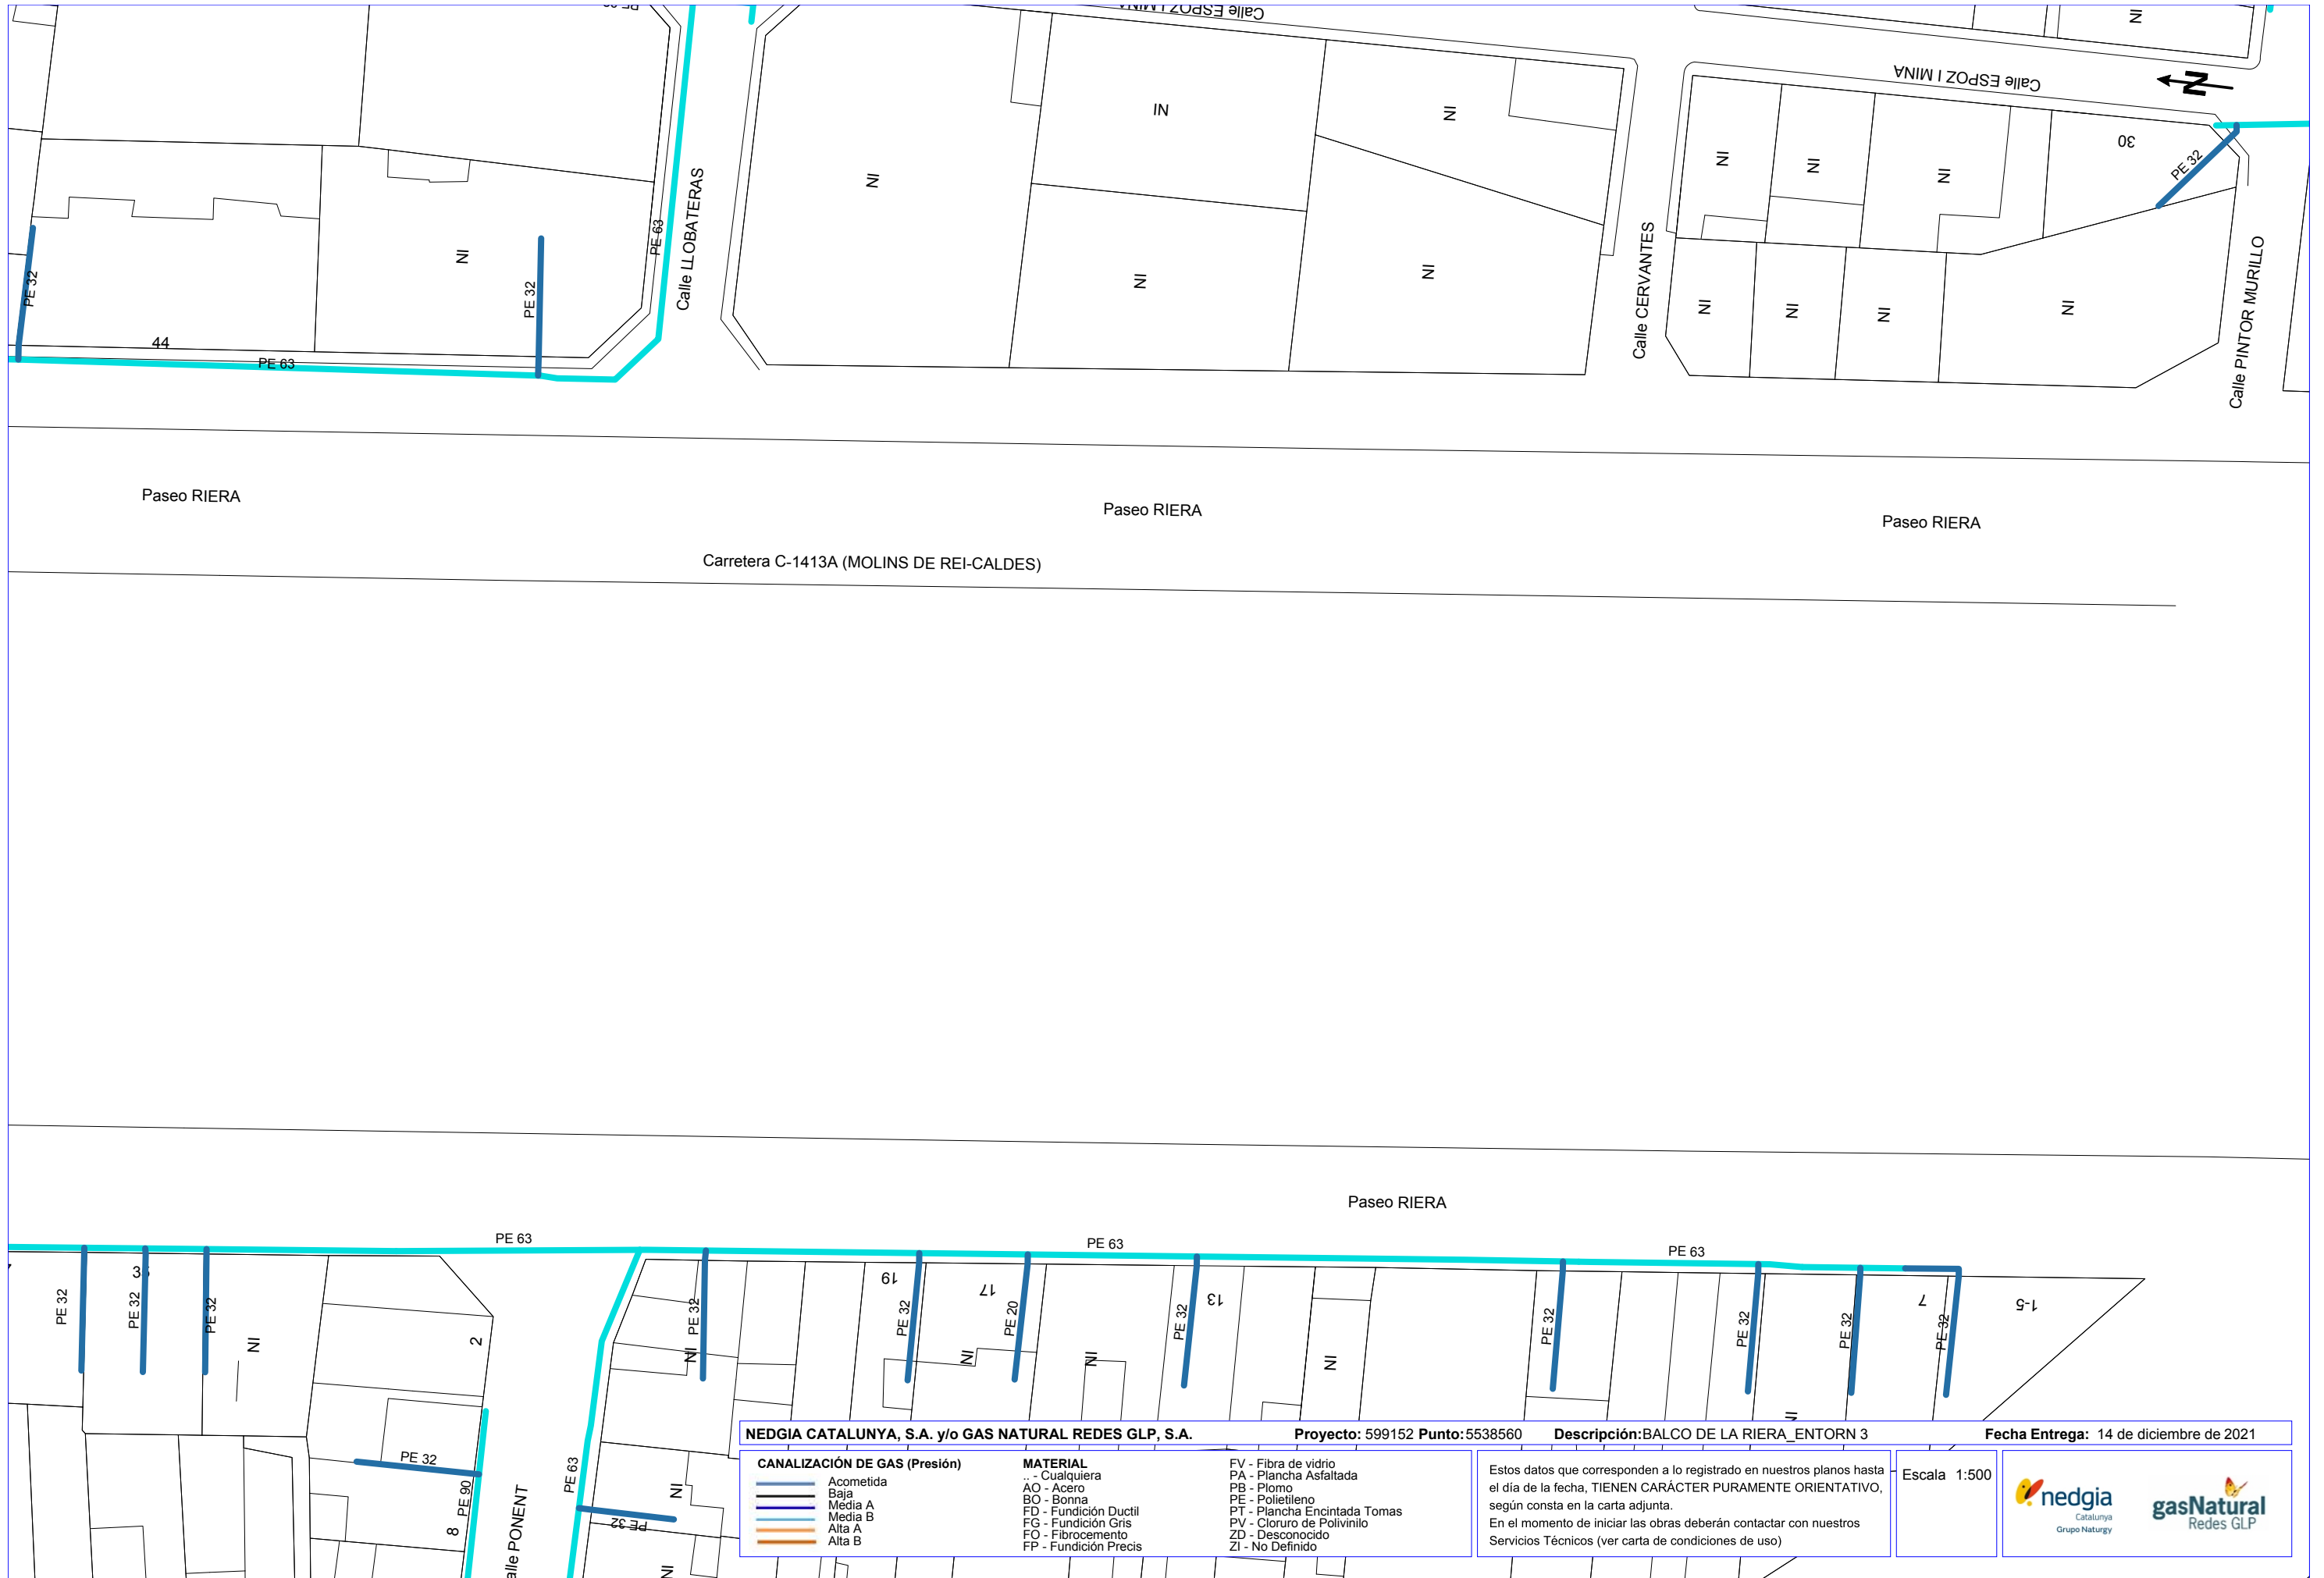 Calle ESPOZ I MINA
NI
Calle ESPOZ I MINA
N
NI
NI
NI
30
PE 32
NI
NI
NI
NI
PE 63
Calle LLOBATERAS
NI
PE 32
PE 32
NI
NI
Calle CERVANTES
NI
NI
NI
NI
Calle PINTOR MURILLO
44
PE 63
Paseo RIERA
Paseo RIERA
Paseo RIERA
Carretera C-1413A (MOLINS DE REI-CALDES)
Paseo RIERA
PE 63
PE 63
PE 63
PE 32
PE 32
PE 32
NI
2
PE 32
NI
19
PE 32
17
PE 20
NI
NI
PE 32
13
NI
PE 32
PE 32
PE 32
NI
7
PE 32
1-5
PE 32
PE 90
8
PE 63
PE 32
NI
NI
NEDGIA CATALUNYA, S.A. y/o GAS NATURAL REDES GLP, S.A. Proyecto: 599152 Punto: 5538560 Descripción: BALCO DE LA RIERA_ENTORN 3 Fecha Entrega: 14 de diciembre de 2021
CANALIZACIÓN DE GAS (Presión)
Acometida
Baja
Media A
Media B
Alta A
Alta B
MATERIAL
.. - Cualquiera
AO - Acero
BO - Bonna
FD - Fundición Ductil
FG - Fundición Gris
FO - Fibrocemento
FP - Fundición Precis
FV - Fibra de vidrio
PA - Plancha Asfaltada
PB - Plomo
PE - Polietileno
PT - Plancha Encintada Tomas
PV - Cloruro de Polivinilo
ZD - Desconocido
ZI - No Definido
Estos datos que corresponden a lo registrado en nuestros planos hasta
el día de la fecha, TIENEN CARÁCTER PURAMENTE ORIENTATIVO,
según consta en la carta adjunta.
En el momento de iniciar las obras deberán contactar con nuestros
Servicios Técnicos (ver carta de condiciones de uso)
Escala 1:500
nedgia
Catalunya
Grupo Naturgy
gasNatural
Redes GLP